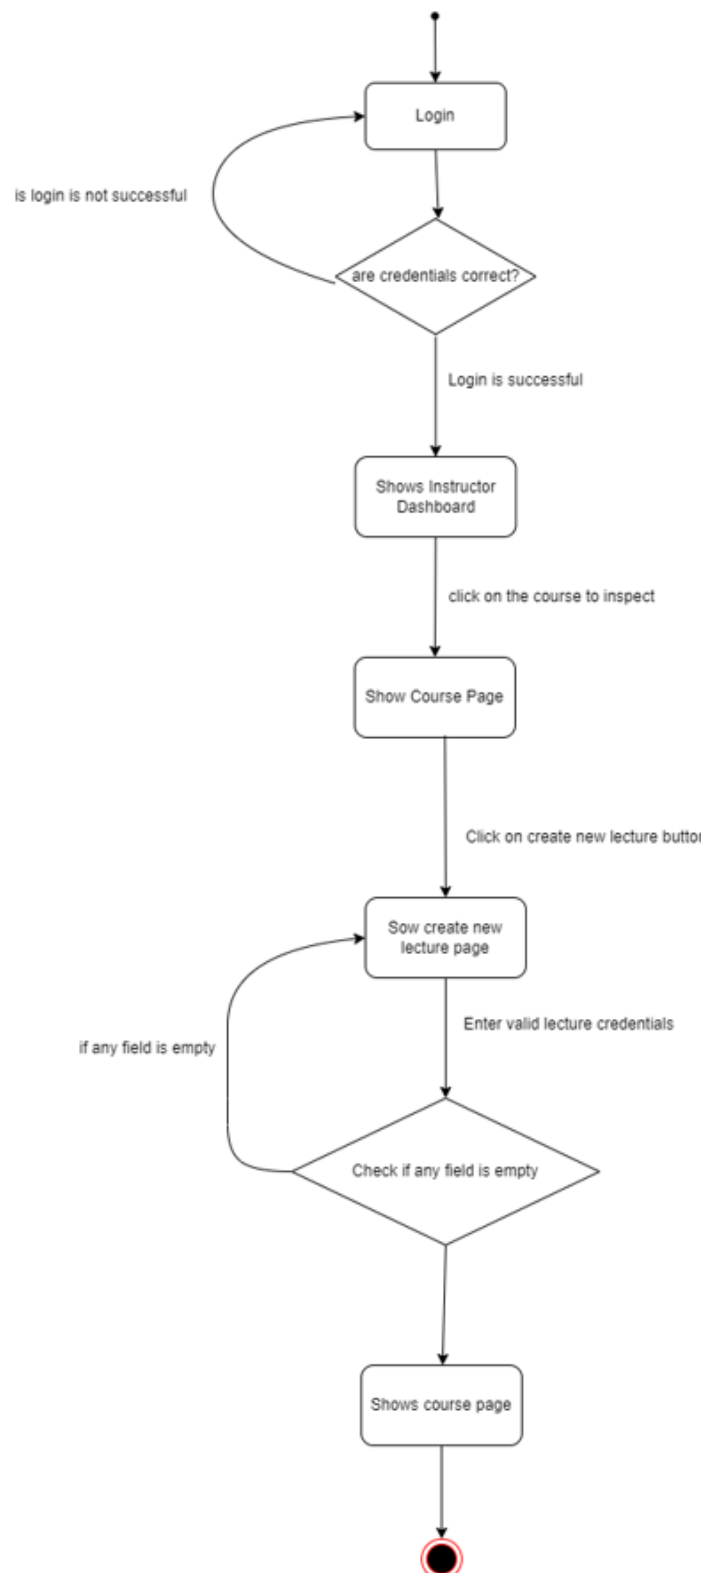 Login
is login is not successful
are credentials correct?
Login is successful
Shows Instructor
Dashboard
click on the course to inspect
Show Course Page
Click on create new lecture button
Sow create new
lecture page
Enter valid lecture credentials
if any field is empty
Check if any field is empty
Shows course page